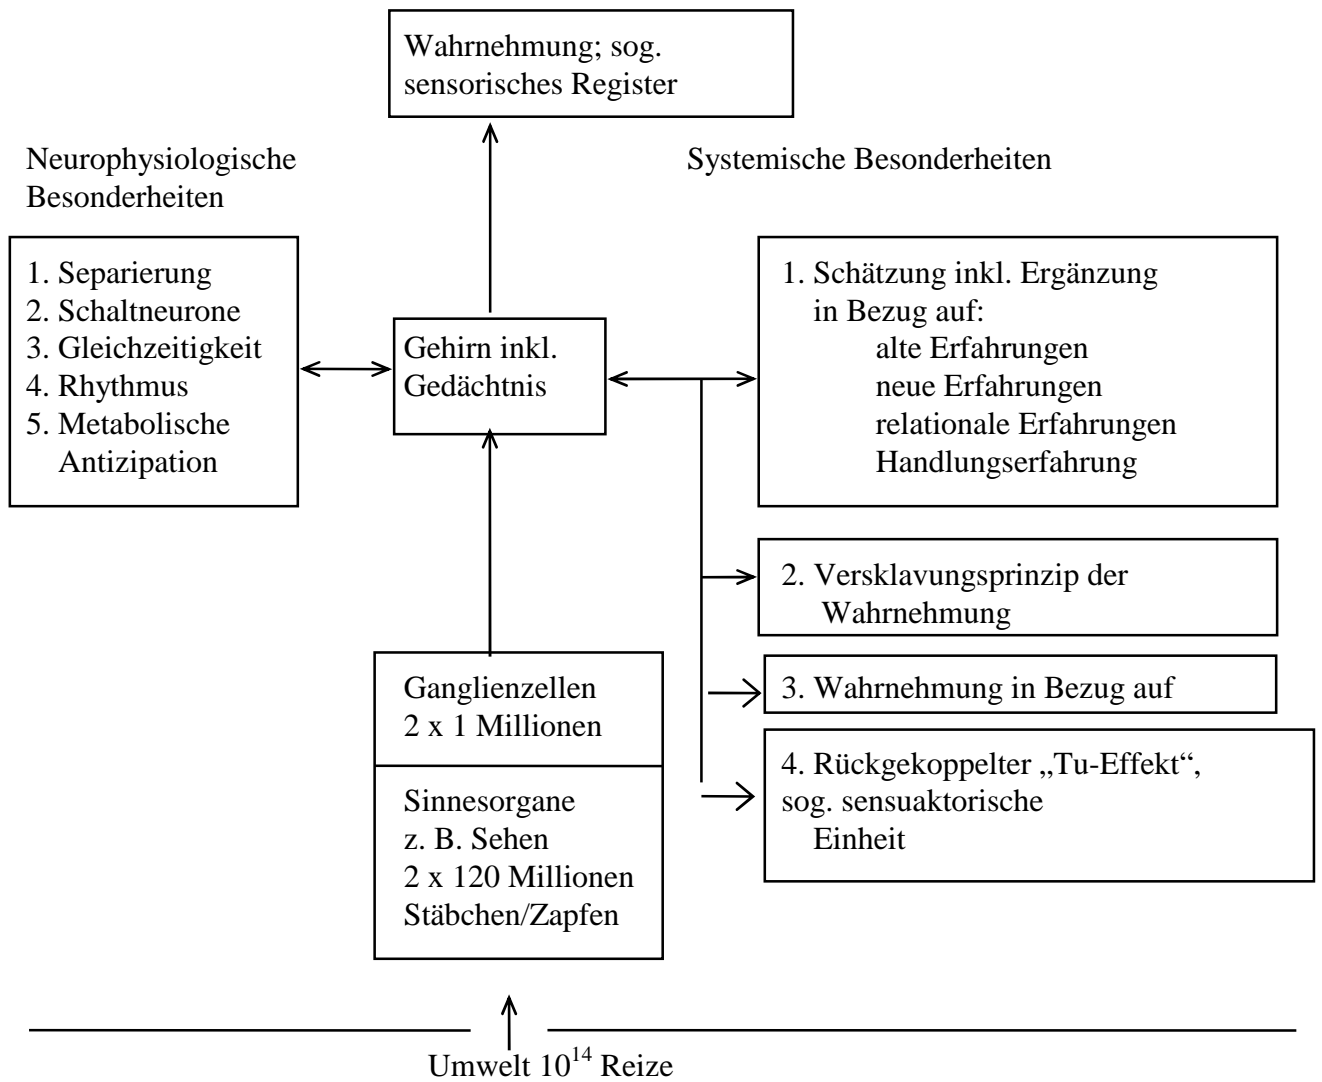 Wahrnehmung; sog.
sensorisches Register
Neurophysiologische
Besonderheiten
Systemische Besonderheiten
1. Separierung
2. Schaltneurone
3. Gleichzeitigkeit
4. Rhythmus
5. Metabolische
Antizipation
Gehirn inkl.
Gedächtnis
1. Schätzung inkl. Ergänzung
in Bezug auf:
alte Erfahrungen
neue Erfahrungen
relationale Erfahrungen
Handlungserfahrung
2. Versklavungsprinzip der
Wahrnehmung
3. Wahrnehmung in Bezug auf
4. Rückgekoppelter „Tu-Effekt“,
sog. sensuaktorische
Einheit
Ganglienzellen
2 x 1 Millionen
Sinnesorgane
z. B. Sehen
2 x 120 Millionen
Stäbchen/Zapfen
Umwelt 10¹⁴ Reize